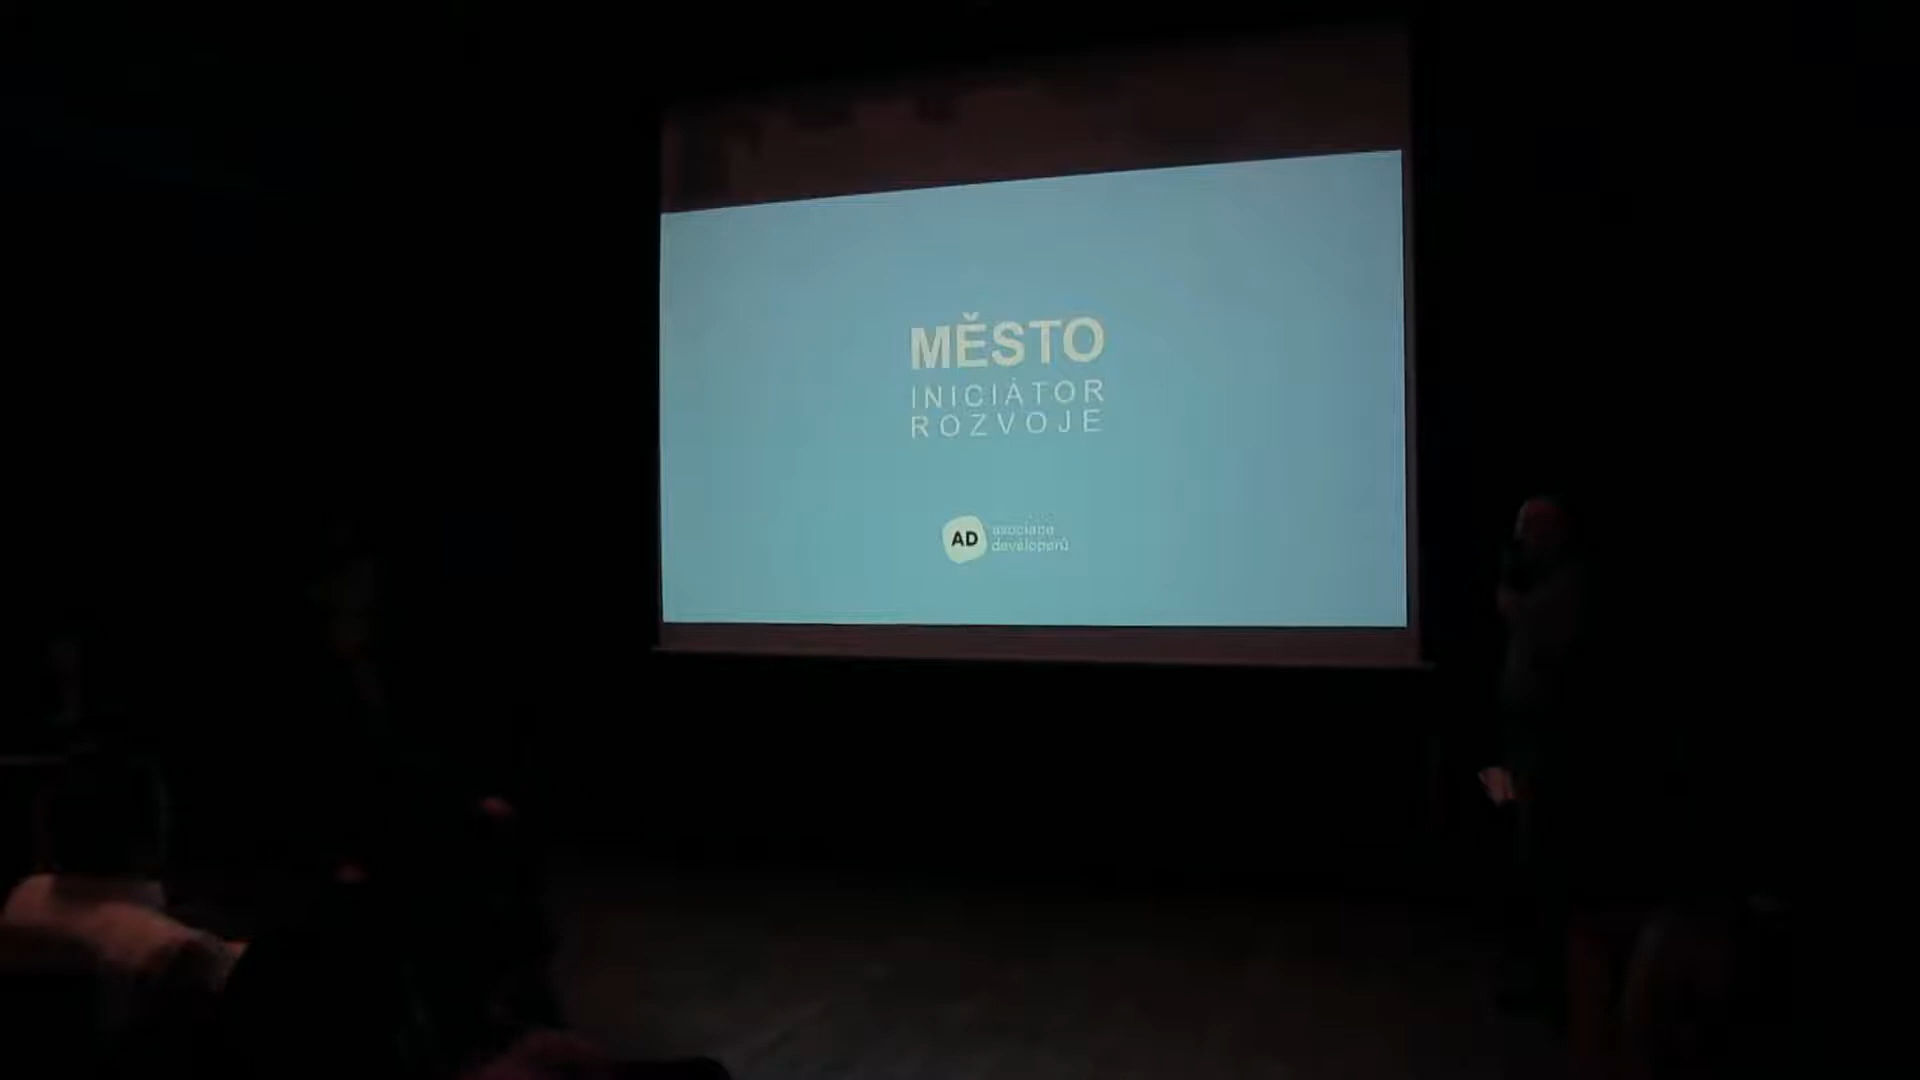 MĚSTO
INICIÁTOR
ROZVOJE
AD
asociace
developerů